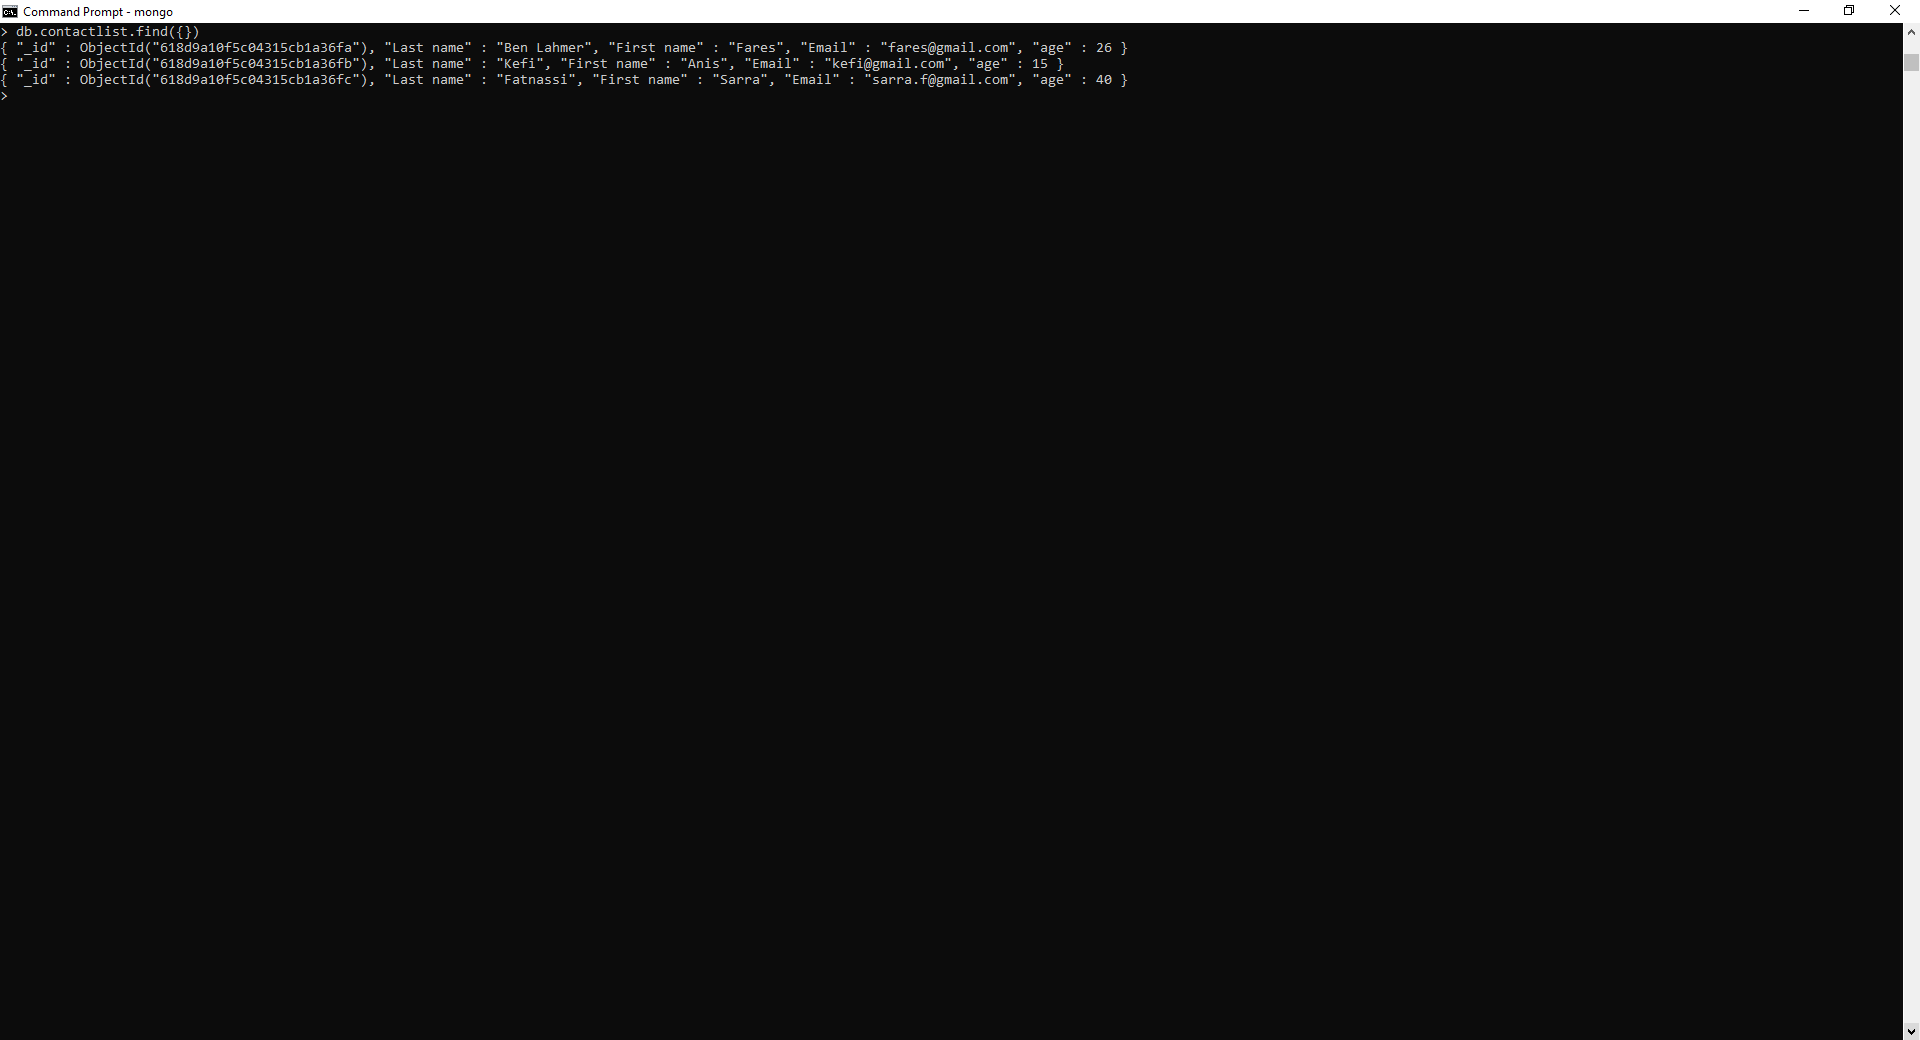 Command Prompt - mongo
> db.contactlist.find({})
{ "_id" : ObjectId("618d9a10f5c04315cb1a36fa"), "Last name" : "Ben Lahmer", "First name" : "Fares", "Email" : "fares@gmail.com", "age" : 26 }
{ "_id" : ObjectId("618d9a10f5c04315cb1a36fb"), "Last name" : "Kefi", "First name" : "Anis", "Email" : "kefi@gmail.com", "age" : 15 }
{ "_id" : ObjectId("618d9a10f5c04315cb1a36fc"), "Last name" : "Fatnassi", "First name" : "Sarra", "Email" : "sarra.f@gmail.com", "age" : 40 }
>